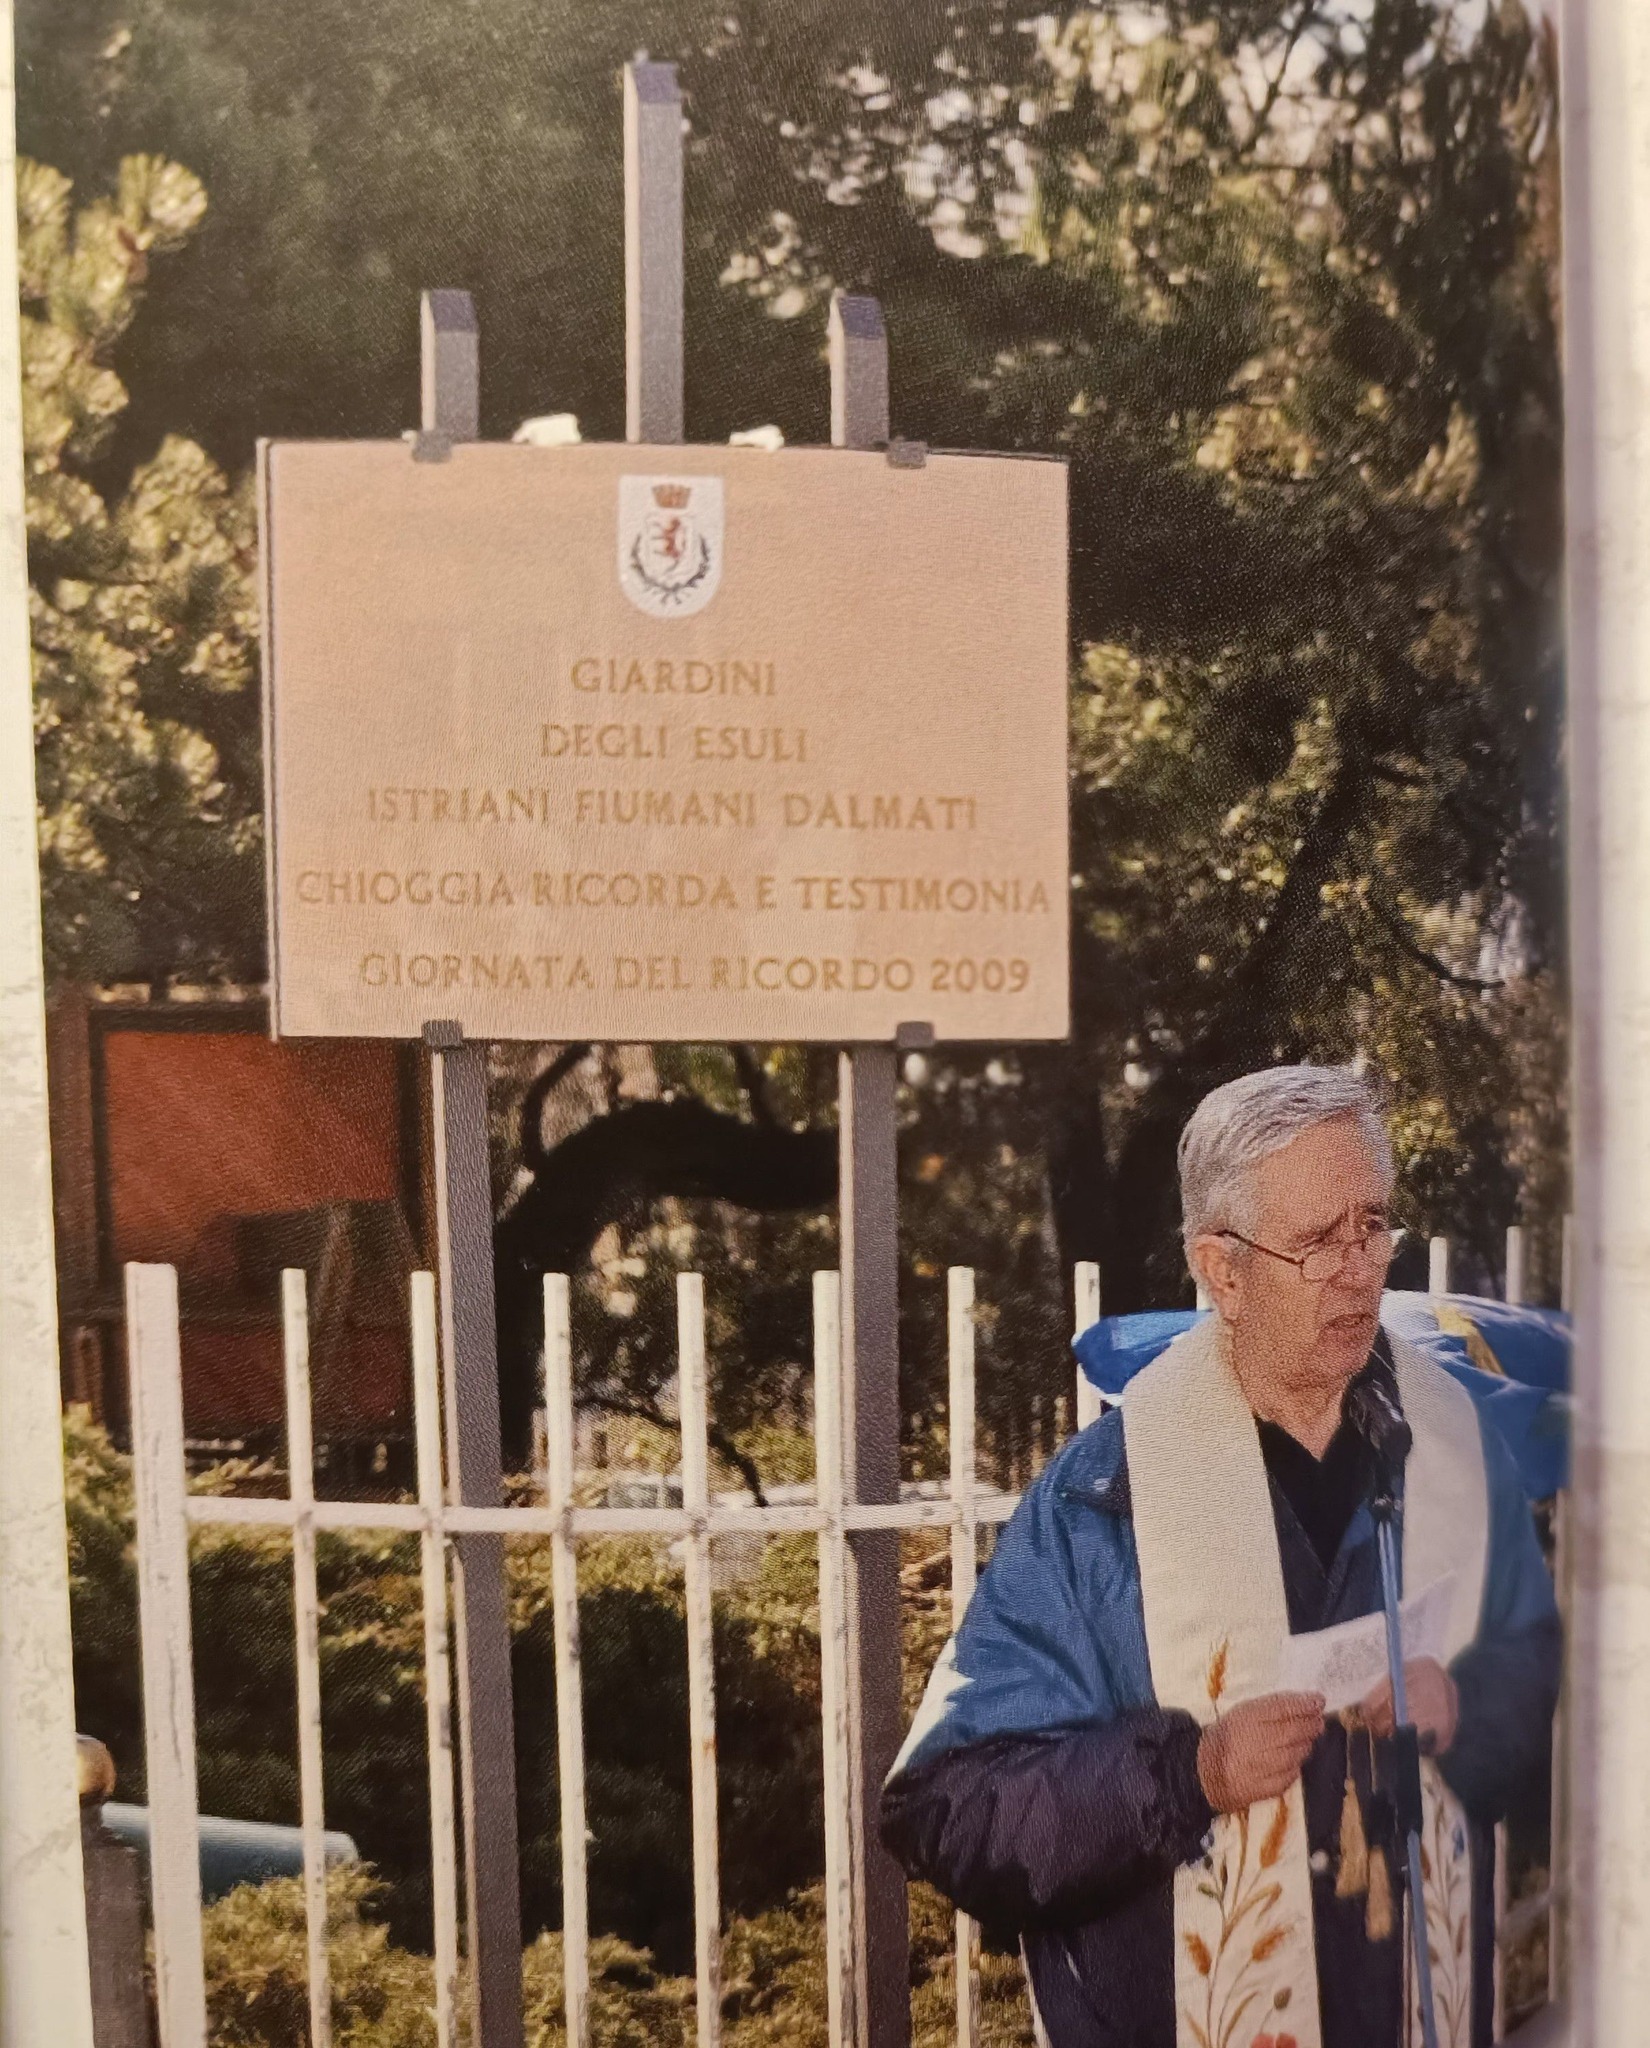 GIARDINI
DEGLI ESULI
ISTRIANI FIUMANI DALMATI
CHIOGGIA RICORDA E TESTIMONIA
GIORNATA DEL RICORDO 2009